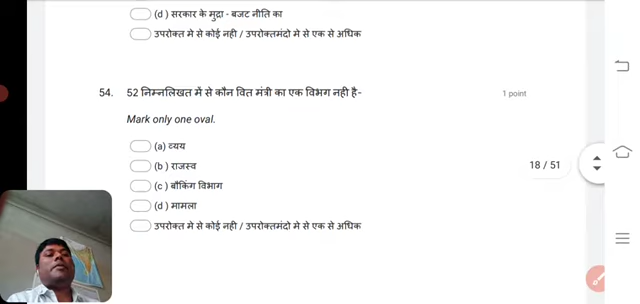 (d) सरकार के मुद्रा - बजट नीति का
उपरोक्त मे से कोई नही / उपरोक्तमंदो मे से एक से अधिक
54. 52 निम्नलिखत में से कौन वित मंत्री का एक विभग नही है- 1 point
Mark only one oval.
(a) व्यय
(b) राजस्व
18 / 51
(c) बौकिंग विभाग
(d) मामला
उपरोक्त मे से कोई नही / उपरोक्तमंदो मे से एक से अधिक